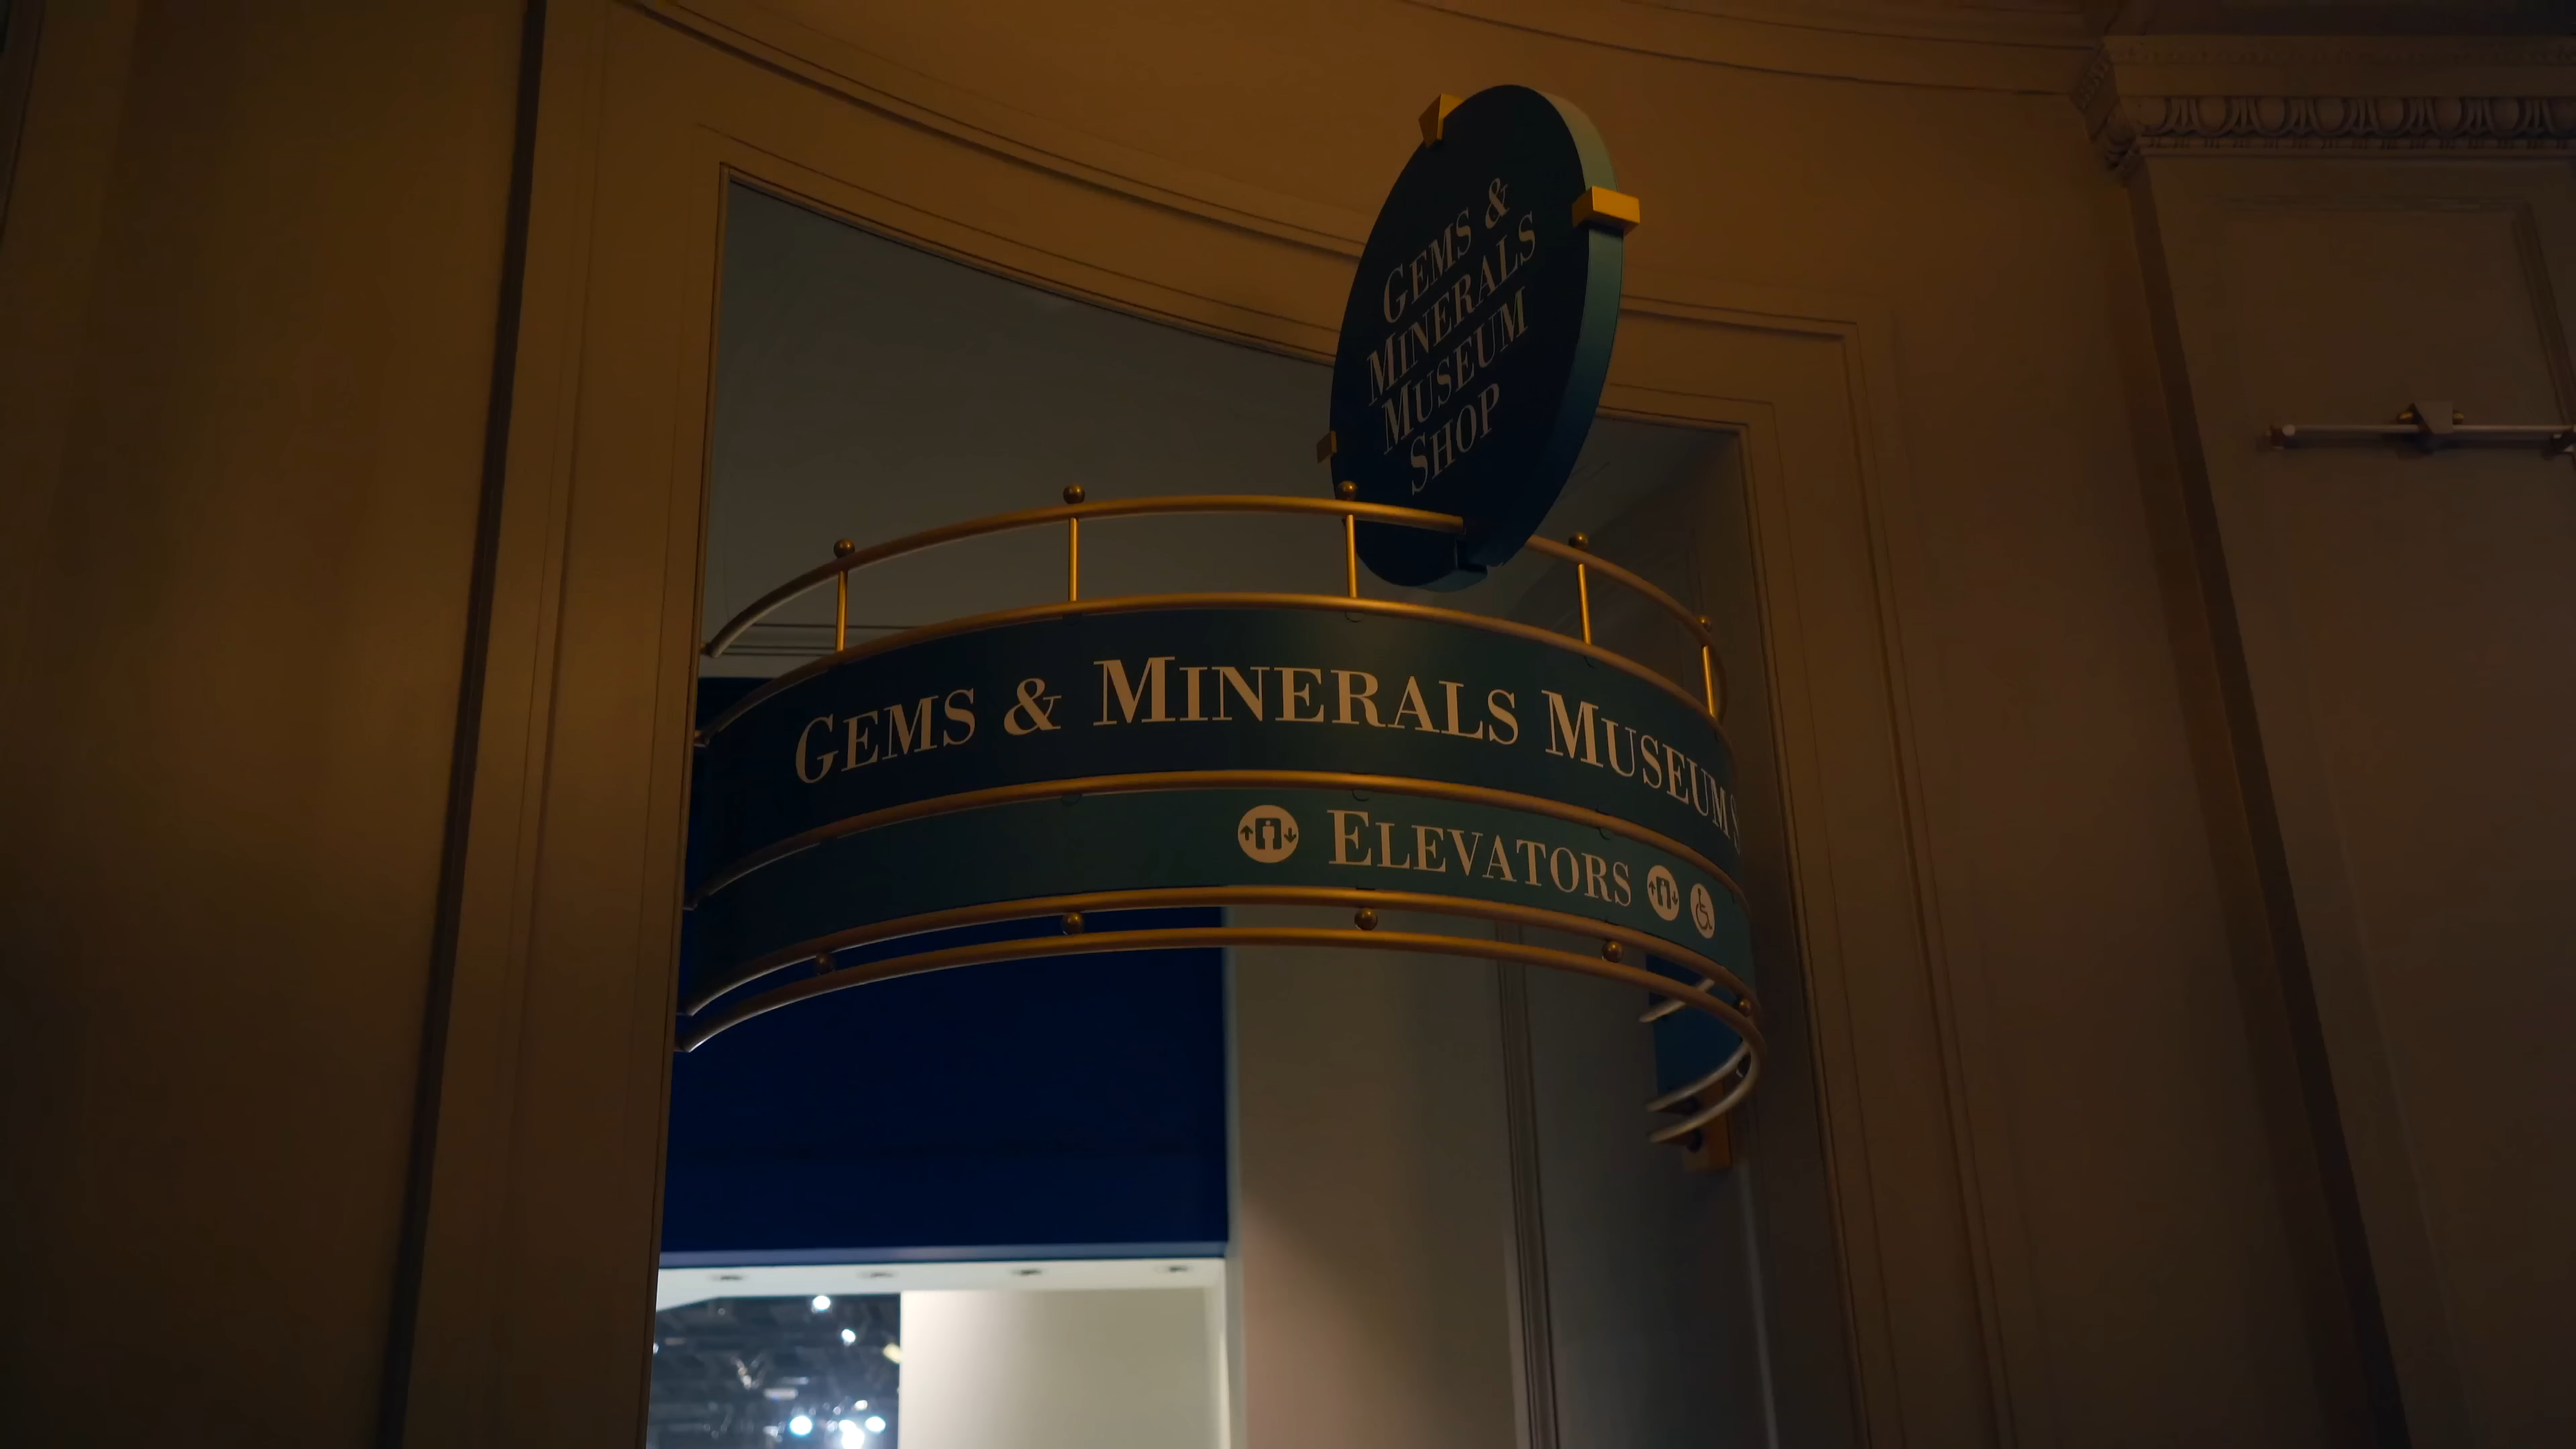 GEMS &
MINERALS
MUSEUM
SHOP
GEMS & MINERALS MUSEUM
ELEVATORS